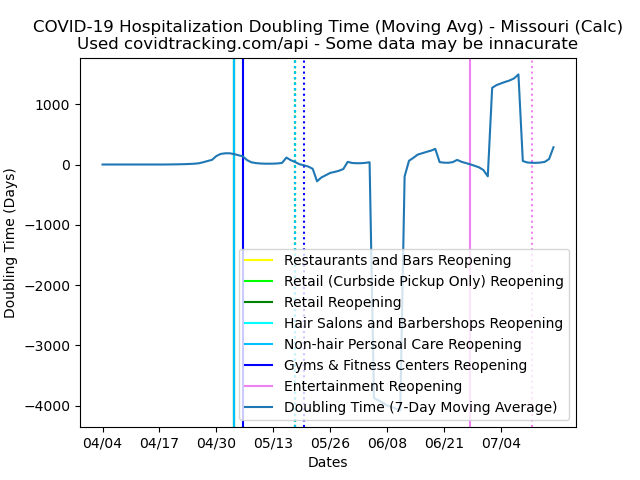 COVID-19 Hospitalization Doubling Time (Moving Avg) - Missouri (Calc)
Used covidtracking.com/api - Some data may be innacurate
Doubling Time (Days)
1000
0
−1000
−2000
−3000
−4000
Restaurants and Bars Reopening
Retail (Curbside Pickup Only) Reopening
Retail Reopening
Hair Salons and Barbershops Reopening
Non-hair Personal Care Reopening
Gyms & Fitness Centers Reopening
Entertainment Reopening
Doubling Time (7-Day Moving Average)
04/04 04/17 04/30 05/13 05/26 06/08 06/21 07/04
Dates